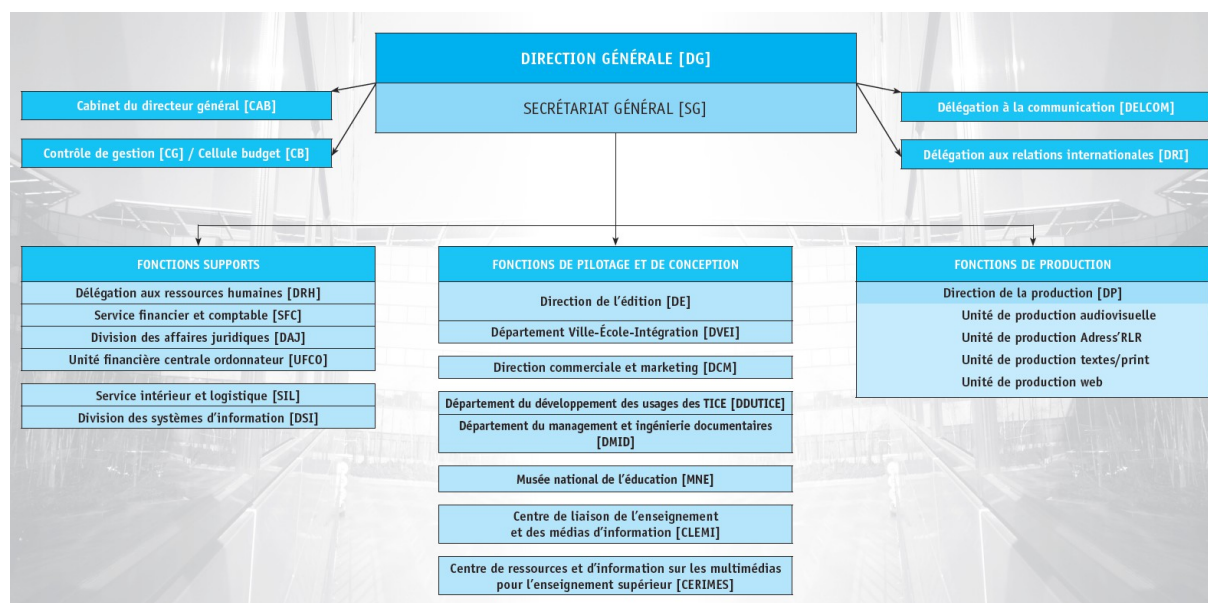 DIRECTION GÉNÉRALE [DG]
SECRÉTARIAT GÉNÉRAL [SG]
Cabinet du directeur général [CAB]
Contrôle de gestion [CG] / Cellule budget [CB]
Délégation à la communication [DELCOM]
Délégation aux relations internationales [DRI]
FONCTIONS SUPPORTS
Délégation aux ressources humaines [DRH]
Service financier et comptable [SFC]
Division des affaires juridiques [DAJ]
Unité financière centrale ordonnateur [UFCO]
Service intérieur et logistique [SIL]
Division des systèmes d'information [DSI]
FONCTIONS DE PILOTAGE ET DE CONCEPTION
Direction de l'édition [DE]
Département Ville-École-Intégration [DVEI]
Direction commerciale et marketing [DCM]
Département du développement des usages des TICE [DDUTICE]
Département du management et ingénierie documentaires
[DMID]
Musée national de l'éducation [MNE]
Centre de liaison de l'enseignement
et des médias d'information [CLEMI]
Centre de ressources et d'information sur les multimédias
pour l'enseignement supérieur [CERIMES]
FONCTIONS DE PRODUCTION
Direction de la production [DP]
Unité de production audiovisuelle
Unité de production Adress'RLR
Unité de production textes/print
Unité de production web